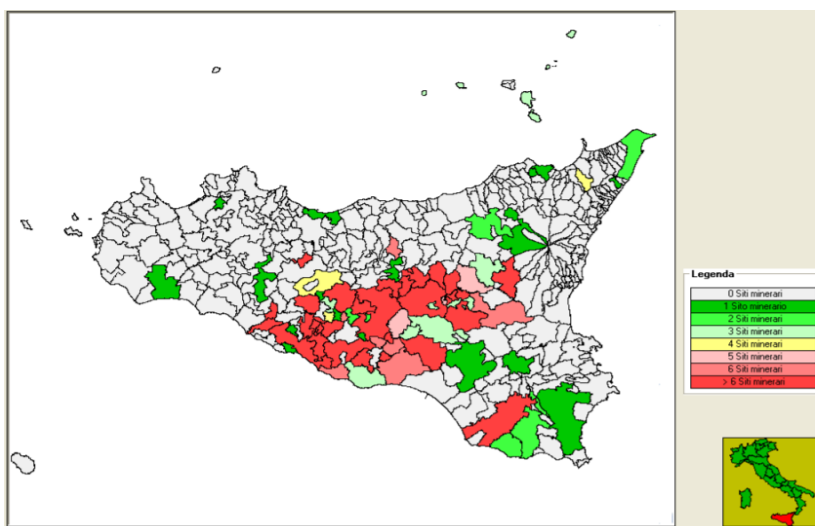 Legenda
0 Siti minerari
1 Sito minerario
2 Siti minerari
3 Siti minerari
4 Siti minerari
5 Siti minerari
6 Siti minerari
> 6 Siti minerari